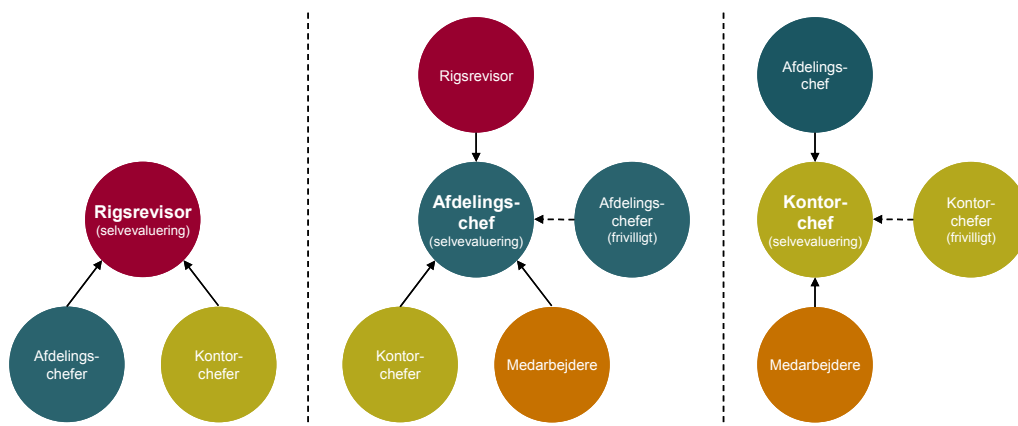 Rigsrevisor
(selvevaluering)
Afdelings-
chefer
Kontor-
chefer
Rigsrevisor
Afdelings-
chef
(selvevaluering)
Afdelings-
chefer
(frivilligt)
Kontor-
chefer
Medarbejdere
Afdelings-
chef
Kontor-
chef
(selvevaluering)
Kontor-
chefer
(frivilligt)
Medarbejdere